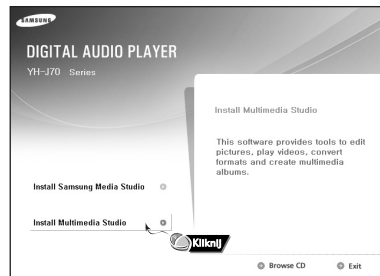 SAMSUNG
DIGITAL AUDIO PLAYER
YH-J70 Series
Install Multimedia Studio
This software provides tools to edit
pictures, play videos, convert
formats and create multimedia
albums.
Install Samsung Media Studio
Install Multimedia Studio
Kliknij
Browse CD
Exit